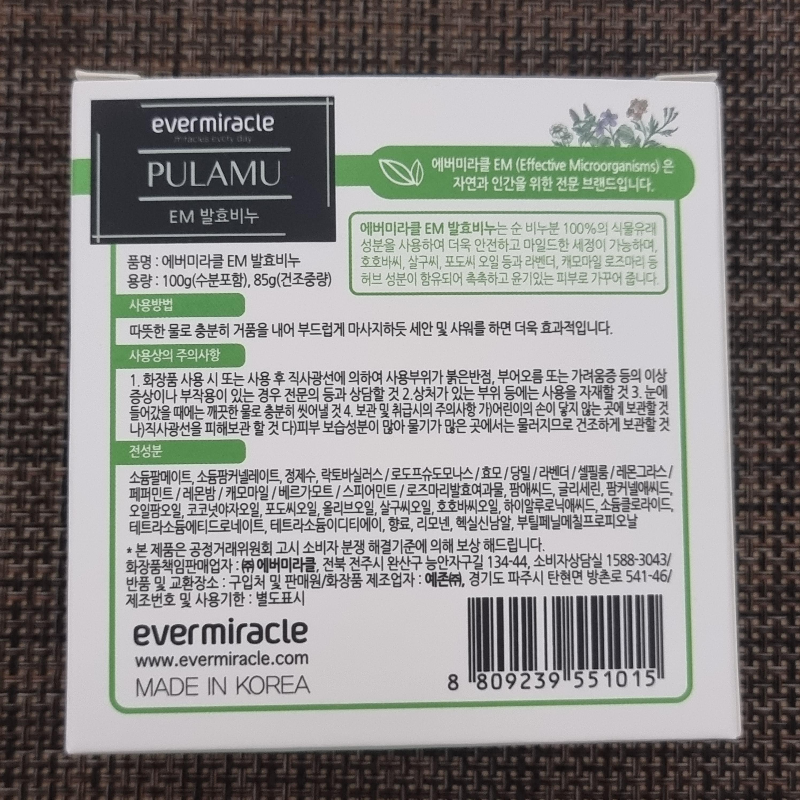 evermiracle
miracles every day
PULAMU
EM 발효비누
에버미라클 EM (Effective Microorganisms) 은
자연과 인간을 위한 전문 브랜드입니다.
에버미라클 EM 발효비누는 순 비누분 100%의 식물유래
성분을 사용하여 더욱 안전하고 마일드한 세정이 가능하며,
호호바씨, 살구씨, 포도씨 오일 등과 라벤더, 캐모마일 로즈마리 등
허브 성분이 함유되어 촉촉하고 윤기있는 피부로 가꾸어 줍니다.
품명 : 에버미라클 EM 발효비누
용량 : 100g(수분포함), 85g(건조중량)
사용방법
따뜻한 물로 충분히 거품을 내어 부드럽게 마사지하듯 세안 및 샤워를 하면 더욱 효과적입니다.
사용상의 주의사항
1. 화장품 사용 시 또는 사용 후 직사광선에 의하여 사용부위가 붉은반점, 부어오름 또는 가려움증 등의 이상
증상이나 부작용이 있는 경우 전문의 등과 상담할 것 2.상처가 있는 부위 등에는 사용을 자재할 것 3. 눈에
들어갔을 때에는 깨끗한 물로 충분히 씻어낼 것 4. 보관 및 취급시의 주의사항 가)어린이의 손이 닿지 않는 곳에 보관할 것
나)직사광선을 피해보관 할 것 다)피부 보습성분이 많아 물기가 많은 곳에서는 물러지므로 건조하게 보관할 것
전성분
소듐팔메이트, 소듐팜커넬레이트, 정제수, 락토바실러스 / 로도프슈도모나스 / 효모 / 당밀 / 라벤더 / 셀필룸 / 레몬그라스 /
페퍼민트 / 레몬밤 / 캐모마일 / 베르가모트 / 스피어민트 / 로즈마리발효여과물, 팜애씨드, 글리세린, 팜커넬애씨드,
오일팜오일, 코코넛야자오일, 포도씨오일, 올리브오일, 살구씨오일, 호호바씨오일, 하이알루로닉애씨드, 소듐클로라이드,
테트라소듐에티드로네이트, 테트라소듐이디티에이, 향료, 리모넨, 헥실신남알, 부틸페닐메칠프로피오날
* 본 제품은 공정거래위원회 고시 소비자 분쟁 해결기준에 의해 보상 해드립니다.
화장품책임판매업자 : ㈜ 에버미라클, 전북 전주시 완산구 능안자구길 134-44, 소비자상담실 1588-3043/
반품 및 교환장소 : 구입처 및 판매원/화장품 제조업자 : 예존㈜, 경기도 파주시 탄현면 방촌로 541-46/
제조번호 및 사용기한 : 별도표시
evermiracle
www.evermiracle.com
MADE IN KOREA
8 809239 551015